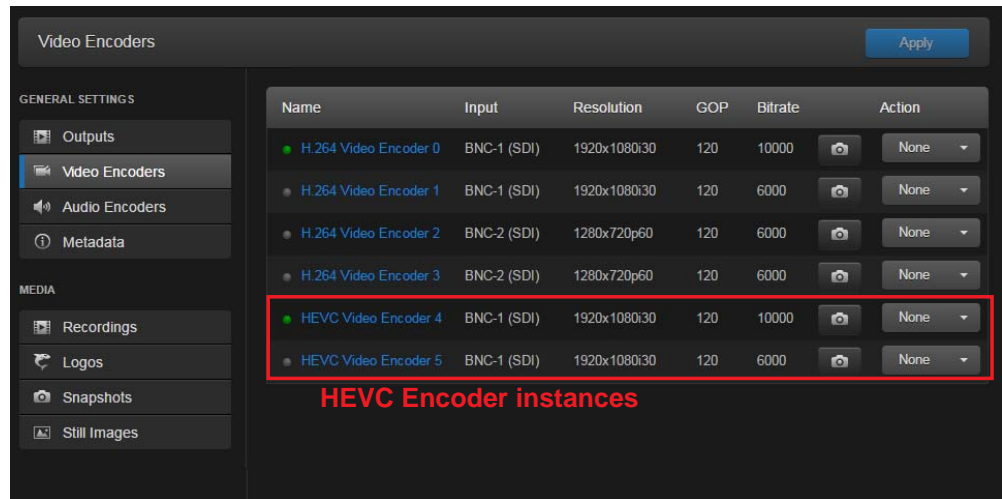 Video Encoders
Apply
GENERAL SETTINGS
Outputs
Video Encoders
Audio Encoders
Metadata
MEDIA
Recordings
Logos
Snapshots
Still Images
Name Input Resolution GOP Bitrate Action
H.264 Video Encoder 0 BNC-1 (SDI) 1920x1080i30 120 10000 None
H.264 Video Encoder 1 BNC-1 (SDI) 1920x1080i30 120 6000 None
H.264 Video Encoder 2 BNC-2 (SDI) 1280x720p60 120 6000 None
H.264 Video Encoder 3 BNC-2 (SDI) 1280x720p60 120 6000 None
HEVC Video Encoder 4 BNC-1 (SDI) 1920x1080i30 120 10000 None
HEVC Video Encoder 5 BNC-1 (SDI) 1920x1080i30 120 6000 None
HEVC Encoder instances